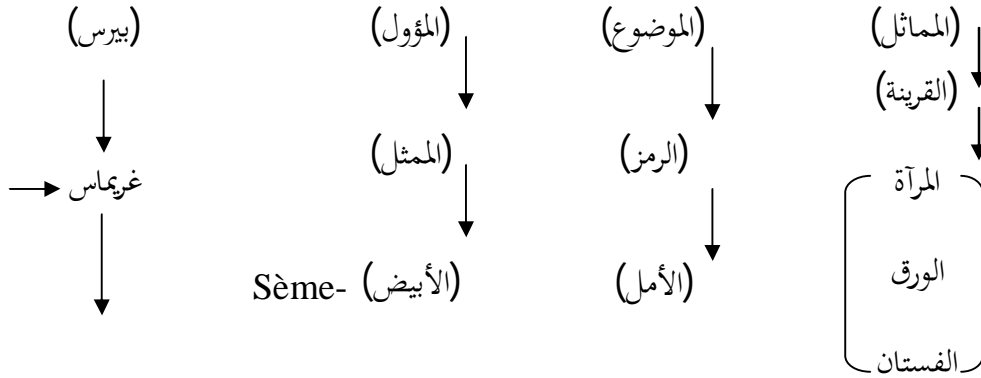 (المماثل) (الموضوع) (المؤول) (بيرس)
(القرينة)
(الرمز) (الممثل)
المرآة غريماس
الورق (الأمل) (الأبيض) -Sème
الفستان